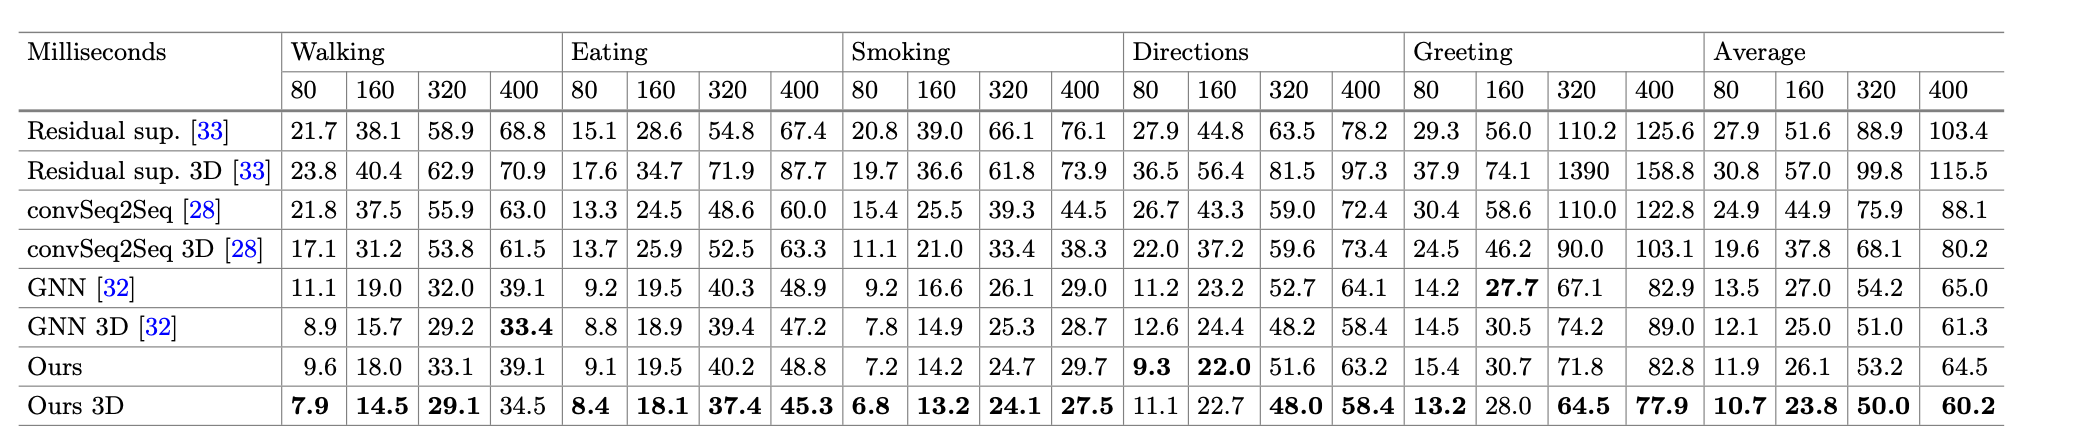 Milliseconds Walking Eating Smoking Directions Greeting Average
80 160 320 400 80 160 320 400 80 160 320 400 80 160 320 400 80 160 320 400 80 160 320 400
Residual sup. [33] 21.7 38.1 58.9 68.8 15.1 28.6 54.8 67.4 20.8 39.0 66.1 76.1 27.9 44.8 63.5 78.2 29.3 56.0 110.2 125.6 27.9 51.6 88.9 103.4
Residual sup. 3D [33] 23.8 40.4 62.9 70.9 17.6 34.7 71.9 87.7 19.7 36.6 61.8 73.9 36.5 56.4 81.5 97.3 37.9 74.1 1390 158.8 30.8 57.0 99.8 115.5
convSeq2Seq [28] 21.8 37.5 55.9 63.0 13.3 24.5 48.6 60.0 15.4 25.5 39.3 44.5 26.7 43.3 59.0 72.4 30.4 58.6 110.0 122.8 24.9 44.9 75.9 88.1
convSeq2Seq 3D [28] 17.1 31.2 53.8 61.5 13.7 25.9 52.5 63.3 11.1 21.0 33.4 38.3 22.0 37.2 59.6 73.4 24.5 46.2 90.0 103.1 19.6 37.8 68.1 80.2
GNN [32] 11.1 19.0 32.0 39.1 9.2 19.5 40.3 48.9 9.2 16.6 26.1 29.0 11.2 23.2 52.7 64.1 14.2 27.7 67.1 82.9 13.5 27.0 54.2 65.0
GNN 3D [32] 8.9 15.7 29.2 33.4 8.8 18.9 39.4 47.2 7.8 14.9 25.3 28.7 12.6 24.4 48.2 58.4 14.5 30.5 74.2 89.0 12.1 25.0 51.0 61.3
Ours 9.6 18.0 33.1 39.1 9.1 19.5 40.2 48.8 7.2 14.2 24.7 29.7 9.3 22.0 51.6 63.2 15.4 30.7 71.8 82.8 11.9 26.1 53.2 64.5
Ours 3D 7.9 14.5 29.1 34.5 8.4 18.1 37.4 45.3 6.8 13.2 24.1 27.5 11.1 22.7 48.0 58.4 13.2 28.0 64.5 77.9 10.7 23.8 50.0 60.2